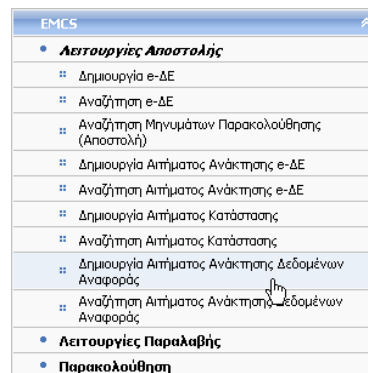 EMCS
Λειτουργίες Αποστολής
Δημιουργία e-ΔΕ
Αναζήτηση e-ΔΕ
Αναζήτηση Μηνυμάτων Παρακολούθησης
(Αποστολή)
Δημιουργία Αιτήματος Ανάκτησης e-ΔΕ
Αναζήτηση Αιτήματος Ανάκτησης e-ΔΕ
Δημιουργία Αιτήματος Κατάστασης
Αναζήτηση Αιτήματος Κατάστασης
Δημιουργία Αιτήματος Ανάκτησης Δεδομένων
Αναφοράς
Αναζήτηση Αιτήματος Ανάκτησης Δεδομένων
Αναφοράς
Λειτουργίες Παραλαβής
Παρακολούθηση